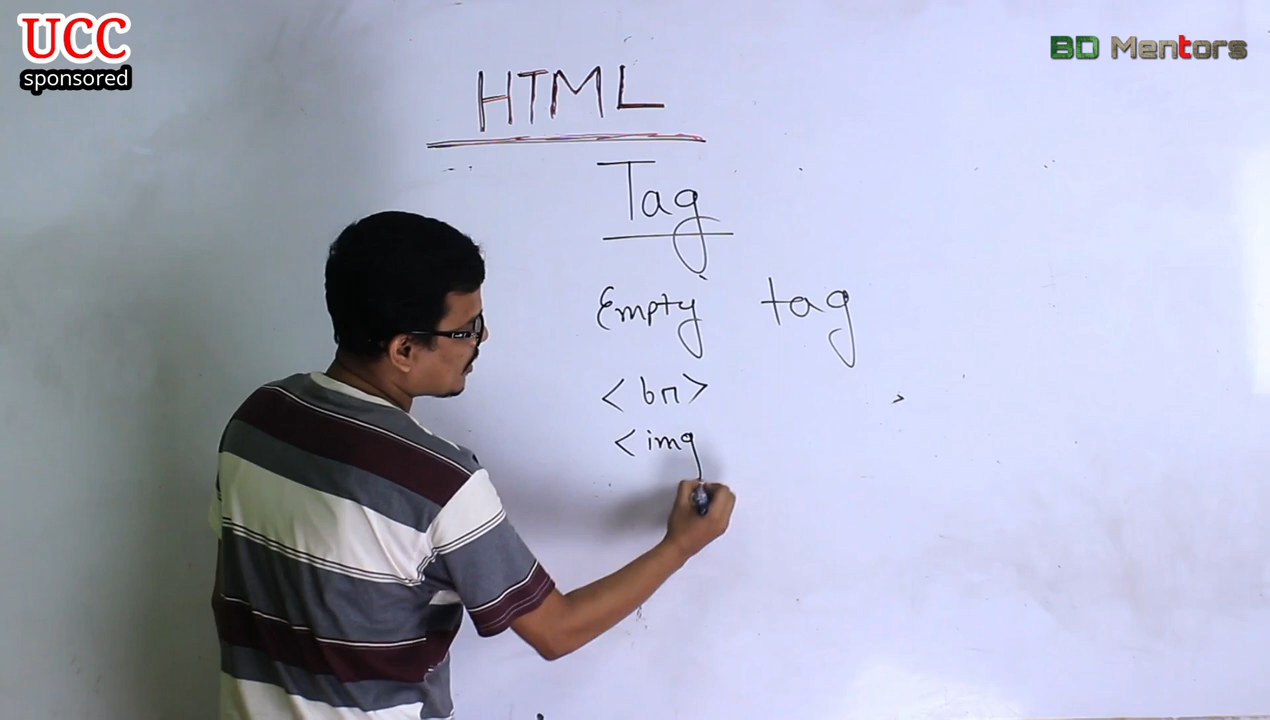 UCC
sponsored
BD Mentors
HTML
Tag
Empty tag
<br>
<img